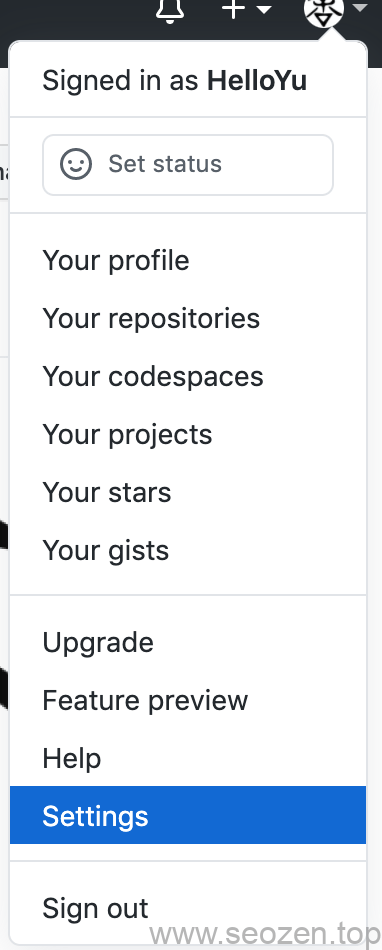 Signed in as HelloYu
Set status
Your profile
Your repositories
Your codespaces
Your projects
Your stars
Your gists
Upgrade
Feature preview
Help
Settings
Sign out
www.seozen.top